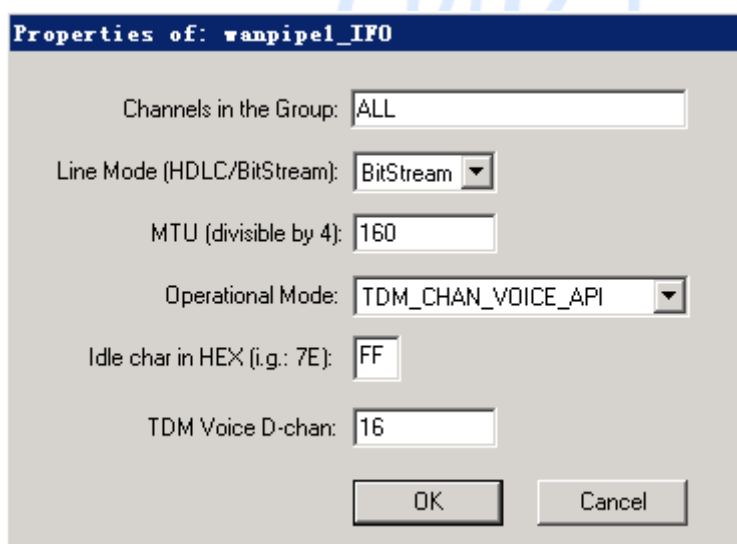 Properties of: wanpipe1_IF0
Channels in the Group: ALL
Line Mode (HDLC/BitStream): BitStream
MTU (divisible by 4): 160
Operational Mode: TDM_CHAN_VOICE_API
Idle char in HEX (i.g.: 7E): FF
TDM Voice D-chan: 16
OK Cancel